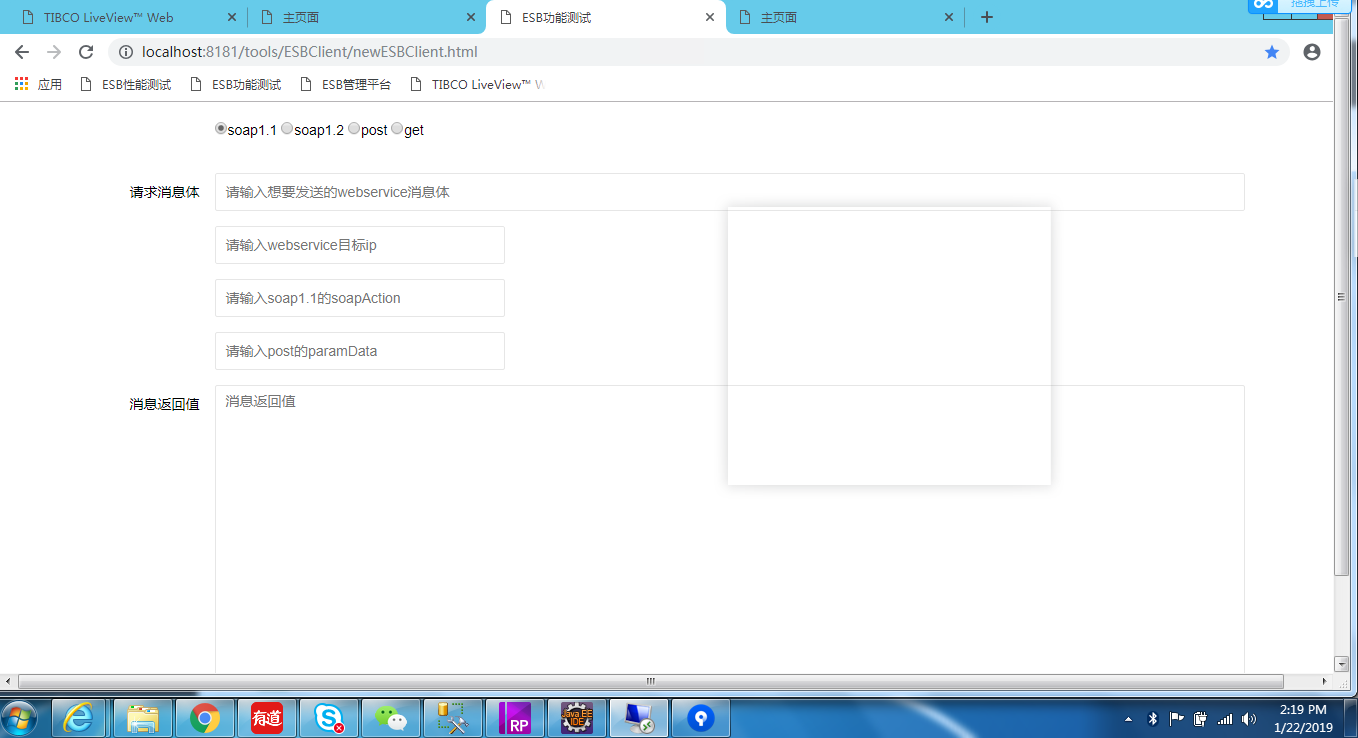 TIBCO LiveView™ Web
主页面
ESB功能测试
主页面
拖拽上传
localhost:8181/tools/ESBClient/newESBClient.html
应用
ESB性能测试
ESB功能测试
ESB管理平台
TIBCO LiveView™ W
soap1.1 soap1.2 post get
请求消息体
请输入想要发送的webservice消息体
请输入webservice目标ip
请输入soap1.1的soapAction
请输入post的paramData
消息返回值
消息返回值
有道
RP
Java EE
IDE
2:19 PM
1/22/2019